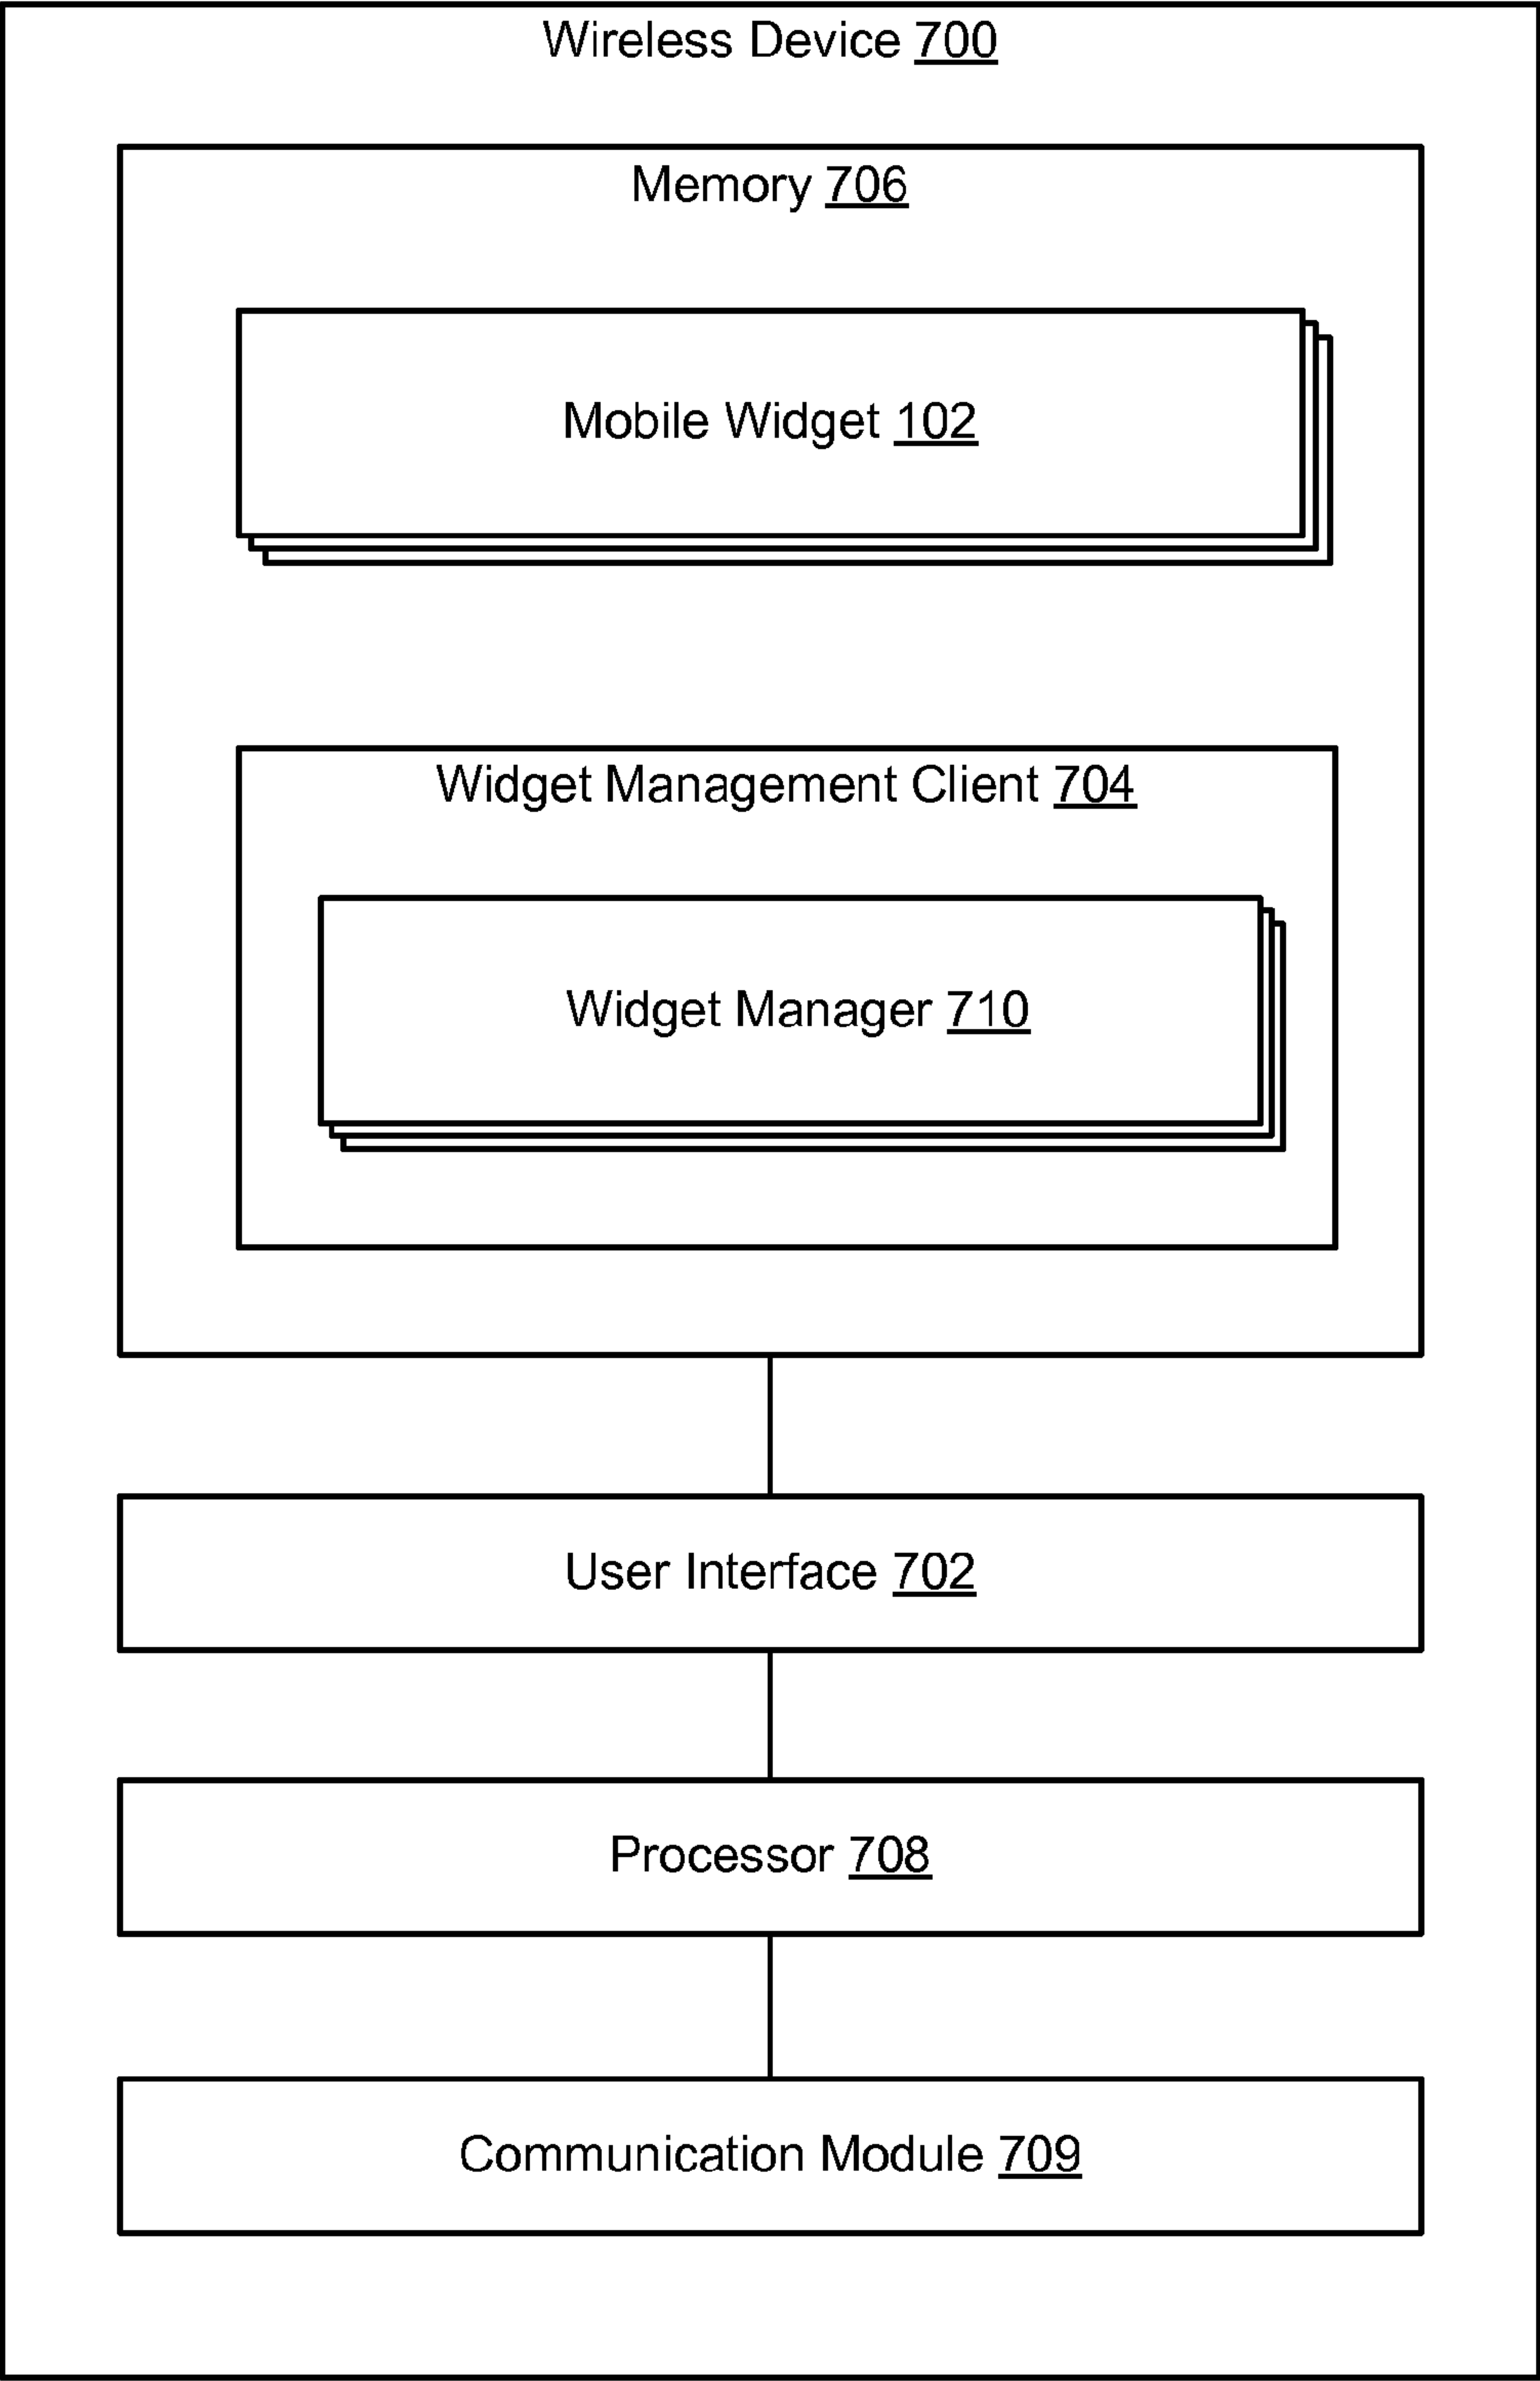 Wireless Device 700
Memory 706
Mobile Widget 102
Widget Management Client 704
Widget Manager 710
User Interface 702
Processor 708
Communication Module 709